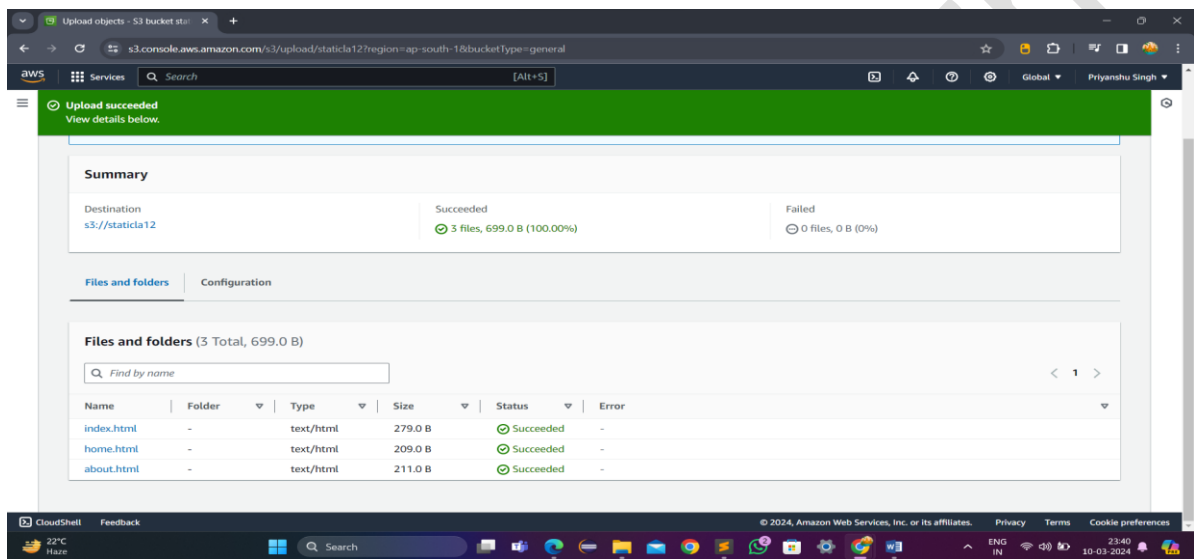 Upload objects - S3 bucket stat
s3.console.aws.amazon.com/s3/upload/staticla12?region=ap-south-1&bucketType=general
aws Services Search [Alt+S] Global Priyanshu Singh
Upload succeeded
View details below.
Summary
Destination Succeeded Failed
s3://staticla12 3 files, 699.0 B (100.00%) 0 files, 0 B (0%)
Files and folders Configuration
Files and folders (3 Total, 699.0 B)
Find by name 1
Name Folder Type Size Status Error
index.html - text/html 279.0 B Succeeded -
home.html - text/html 209.0 B Succeeded -
about.html - text/html 211.0 B Succeeded -
CloudShell Feedback © 2024, Amazon Web Services, Inc. or its affiliates. Privacy Terms Cookie preferences
22°C ENG 23:40
Haze Search IN 10-03-2024